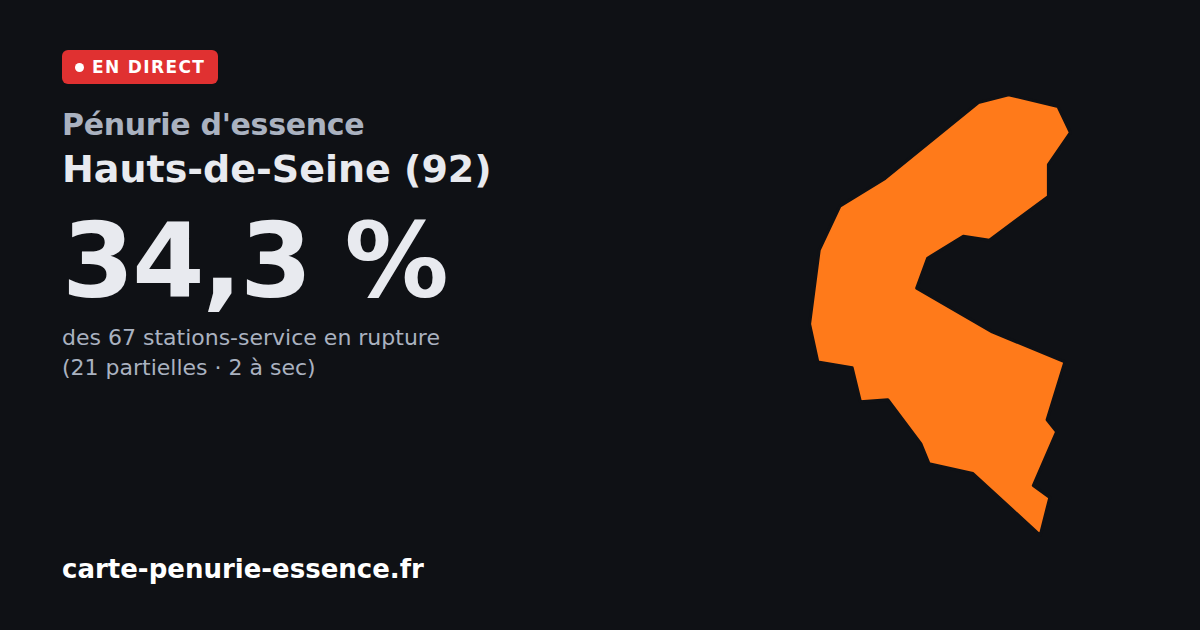 EN DIRECT
Pénurie d'essence
Hauts-de-Seine (92)
34,3 %
des 67 stations-service en rupture
(21 partielles · 2 à sec)
carte-penurie-essence.fr